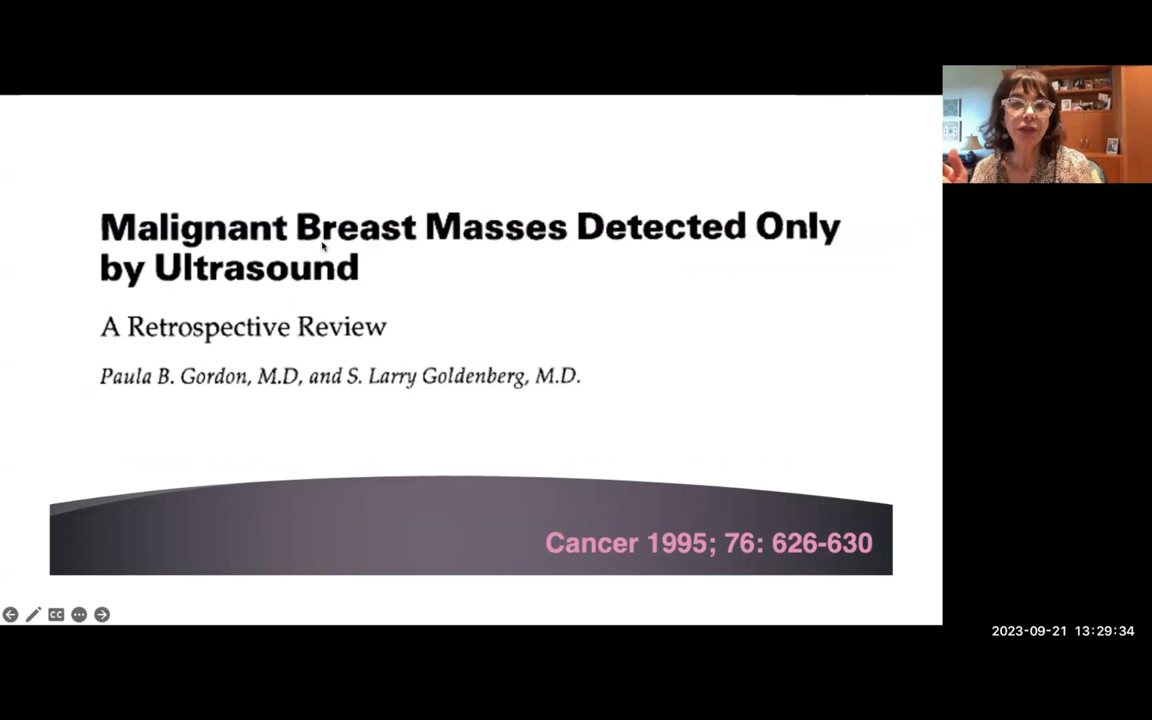 Malignant Breast Masses Detected Only
by Ultrasound
A Retrospective Review
Paula B. Gordon, M.D, and S. Larry Goldenberg, M.D.
Cancer 1995; 76: 626-630
CC
2023-09-21 13:29:34